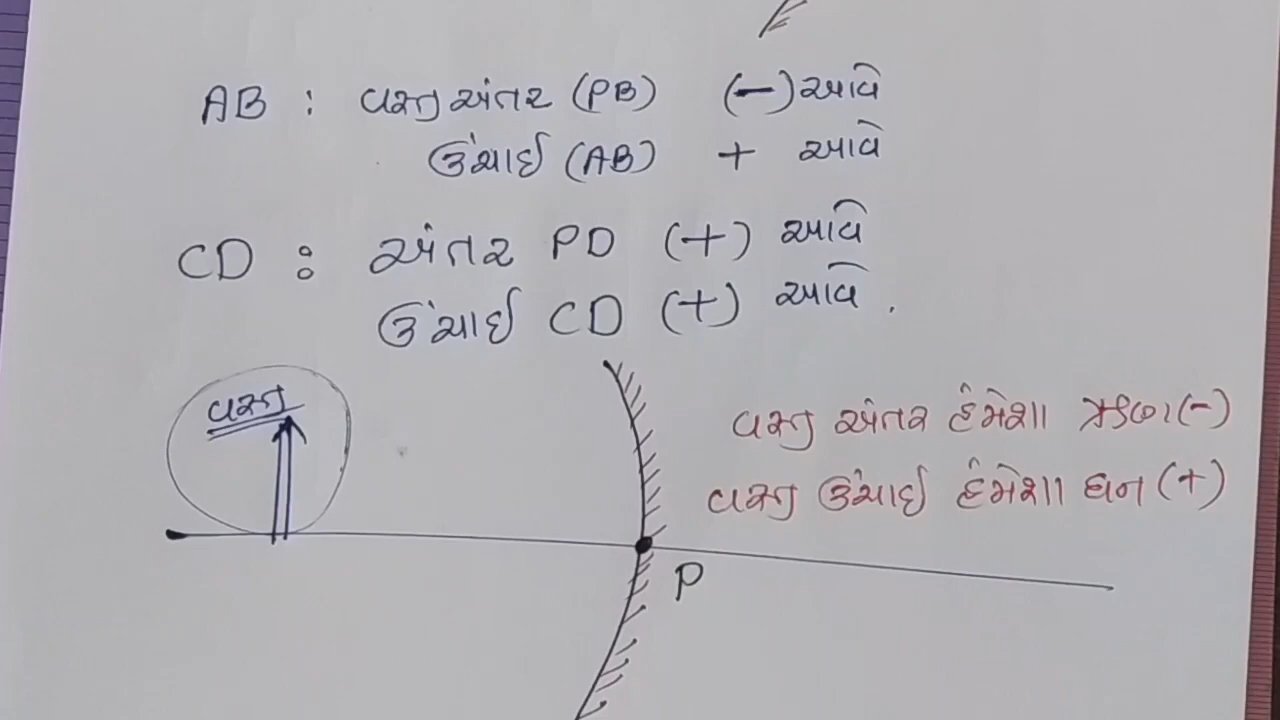 AB : વસ્તુ અંતર (PB) (-) આવે
ઉંચાઈ (AB) + આવે
CD : અંતર PD (+) આવે
ઉંચાઈ CD (+) આવે .
વસ્તુ
વસ્તુ અંતર હંમેશા ઋણ (-)
વસ્તુ ઉંચાઈ હંમેશા ધન (+)
P